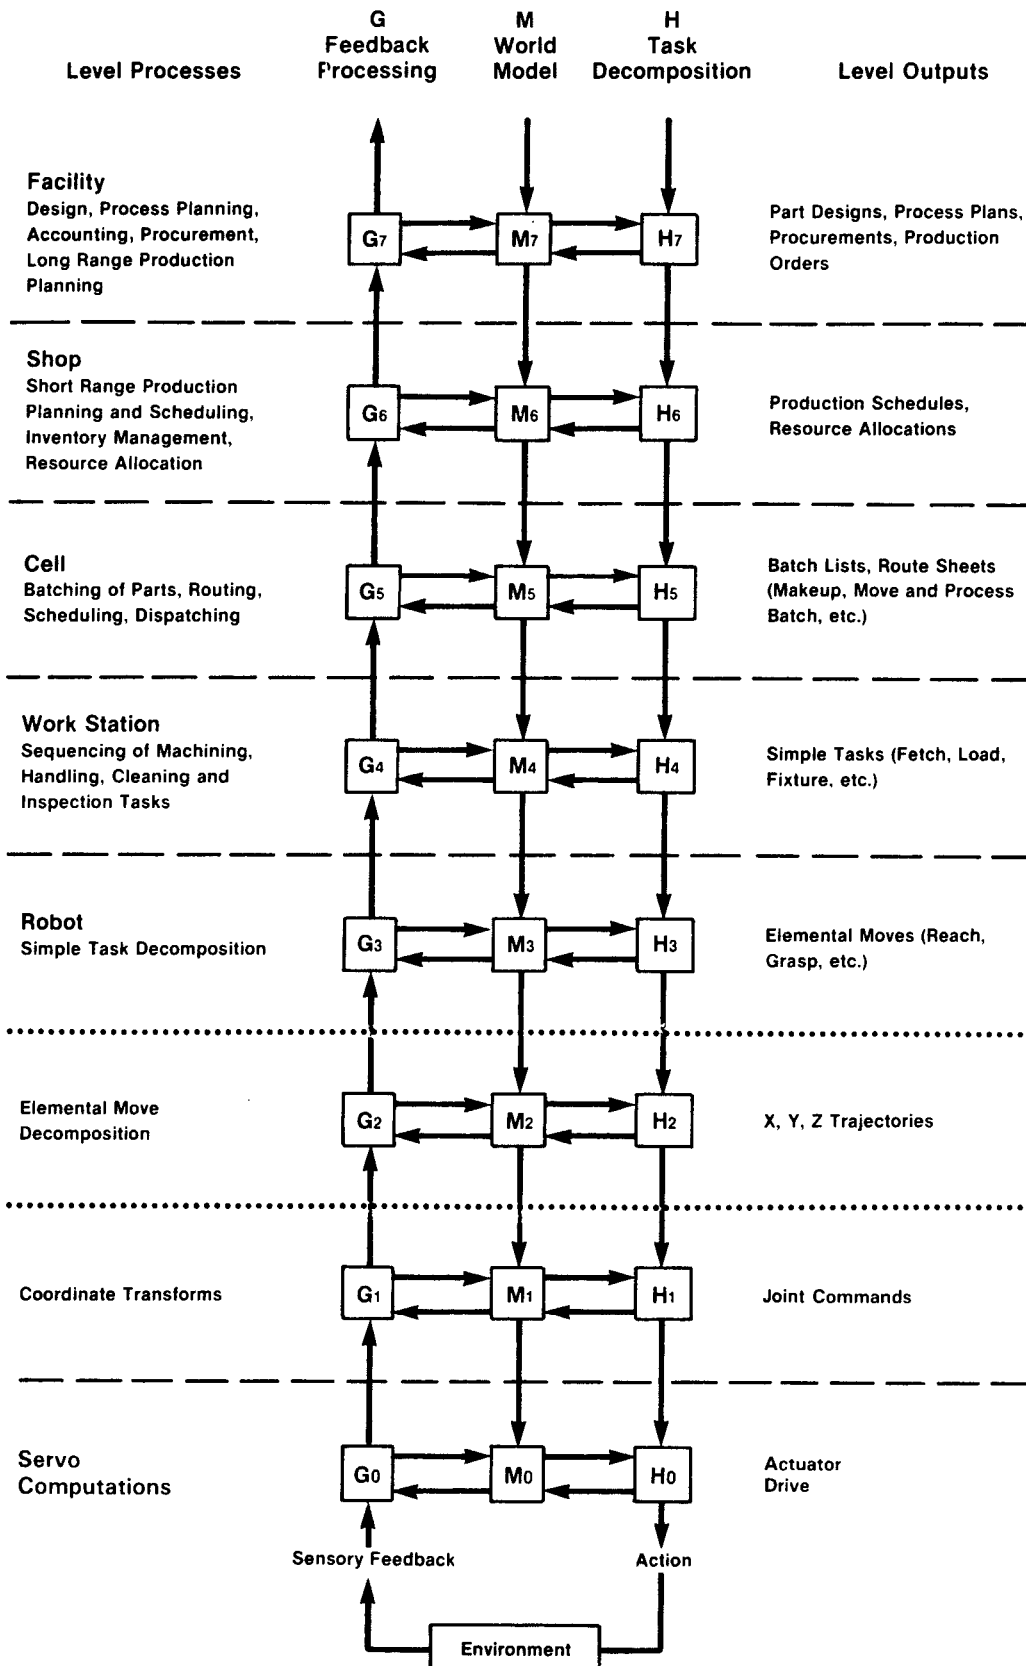 G
Feedback
Processing
M
World
Model
H
Task
Decomposition
Level Processes
Level Outputs
Facility
Design, Process Planning,
Accounting, Procurement,
Long Range Production
Planning
G7
M7
H7
Part Designs, Process Plans,
Procurements, Production
Orders
Shop
Short Range Production
Planning and Scheduling,
Inventory Management,
Resource Allocation
G6
M6
H6
Production Schedules,
Resource Allocations
Cell
Batching of Parts, Routing,
Scheduling, Dispatching
G5
M5
H5
Batch Lists, Route Sheets
(Makeup, Move and Process
Batch, etc.)
Work Station
Sequencing of Machining,
Handling, Cleaning and
Inspection Tasks
G4
M4
H4
Simple Tasks (Fetch, Load,
Fixture, etc.)
Robot
Simple Task Decomposition
G3
M3
H3
Elemental Moves (Reach,
Grasp, etc.)
Elemental Move
Decomposition
G2
M2
H2
X, Y, Z Trajectories
Coordinate Transforms
G1
M1
H1
Joint Commands
Servo
Computations
G0
M0
H0
Actuator
Drive
Sensory Feedback
Action
Environment